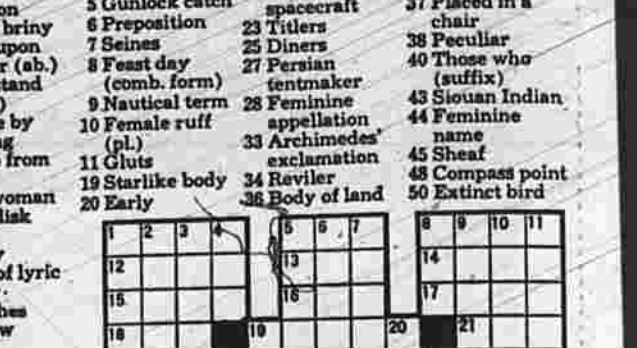 on
briny
upon
r (ab.)
stand
)
e by
ng
from
woman
disk
of lyric
hes
w
5 Gunlock catch
6 Preposition
7 Seines
8 Feast day
(comb. form)
9 Nautical term
10 Female ruff
(pl.)
11 Gluts
19 Starlike body
20 Early
spacecraft
23 Titlers
25 Diners
27 Persian
tentmaker
28 Feminine
appellation
33 Archimedes'
exclamation
34 Reviler
36 Body of land
37 Placed in a
chair
38 Peculiar
40 Those who
(suffix)
43 Siouan Indian
44 Feminine
name
45 Sheaf
48 Compass point
50 Extinct bird
1 2 3 4 5 6 7 8 9 10 11
12 13 14
15 16 17
18 19 20 21